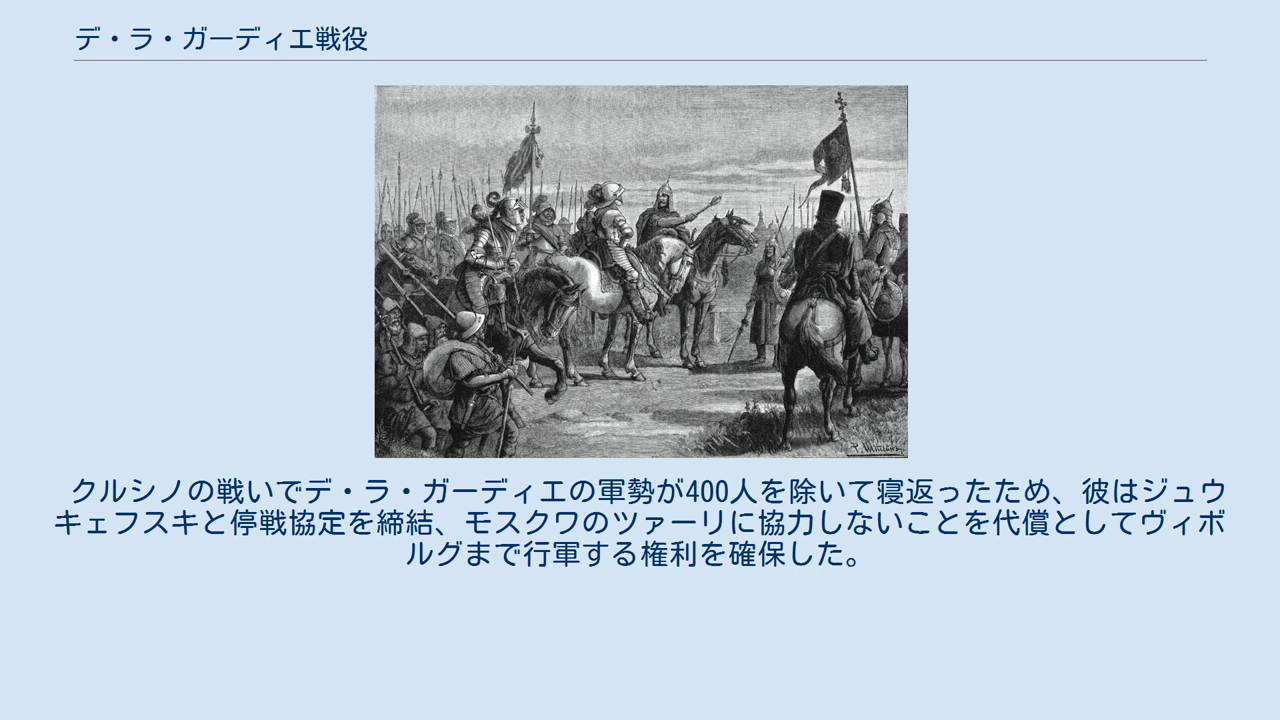 デ・ラ・ガーディエ戦役
クルシノの戦いでデ・ラ・ガーディエの軍勢が400人を除いて寝返ったため、彼はジュウ
キェフスキと停戦協定を締結、モスクワのツァーリに協力しないことを代償としてヴィボ
ルグまで行軍する権利を確保した。